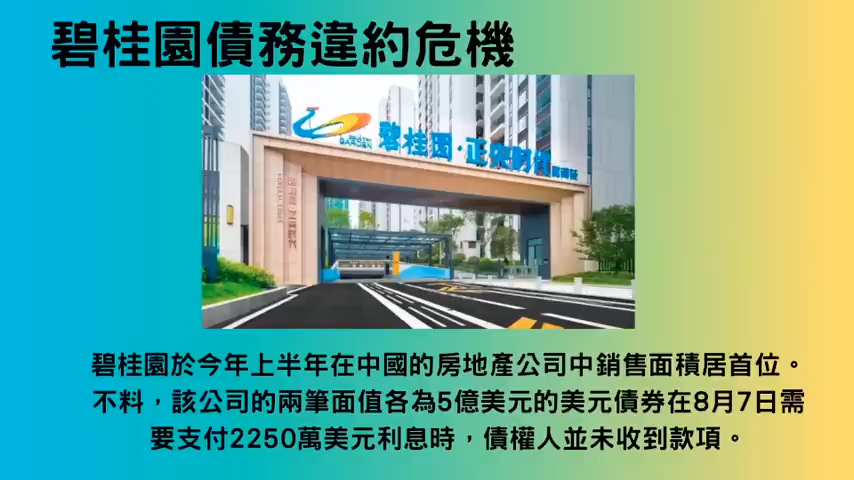 碧桂園債務違約危機
碧桂园·正央时代
碧桂園於今年上半年在中國的房地產公司中銷售面積居首位。
不料，該公司的兩筆面值各為5億美元的美元債券在8月7日需
要支付2250萬美元利息時，債權人並未收到款項。